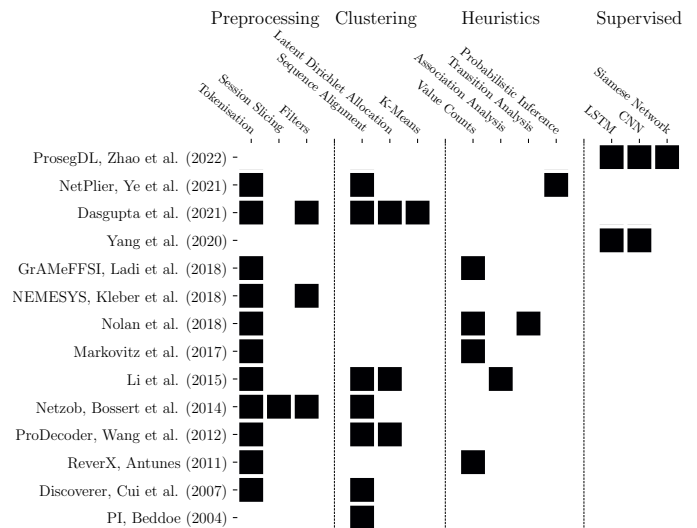 Preprocessing Clustering Heuristics Supervised
Tokenisation
Session Slicing
Filters
Sequence Alignment
Latent Dirichlet Allocation
K-Means
Value Counts
Association Analysis
Transition Analysis
Probabilistic Inference
LSTM
CNN
Siamese Network
ProsegDL, Zhao et al. (2022)
NetPlier, Ye et al. (2021)
Dasgupta et al. (2021)
Yang et al. (2020)
GrAMeFFSI, Ladi et al. (2018)
NEMESYS, Kleber et al. (2018)
Nolan et al. (2018)
Markovitz et al. (2017)
Li et al. (2015)
Netzob, Bossert et al. (2014)
ProDecoder, Wang et al. (2012)
ReverX, Antunes (2011)
Discoverer, Cui et al. (2007)
PI, Beddoe (2004)